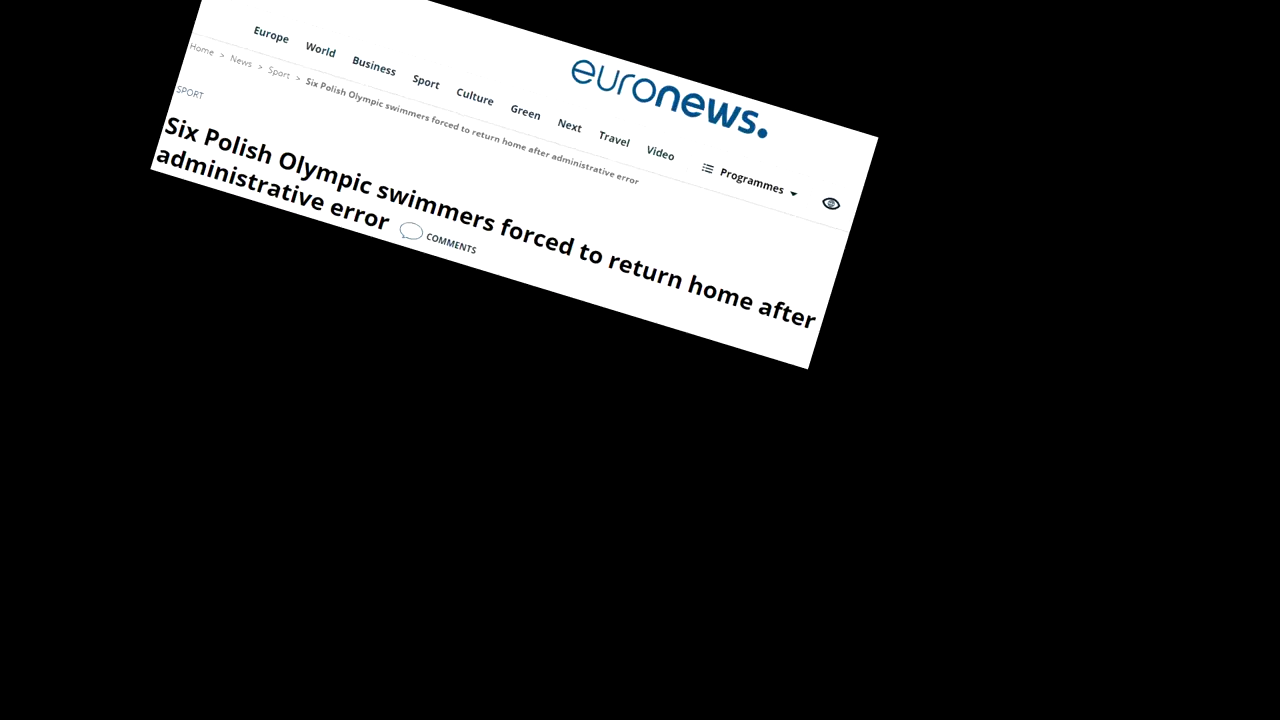 euronews.
Europe World Business Sport Culture Green Next Travel Video Programmes
Home > News > Sport > Six Polish Olympic swimmers forced to return home after administrative error
SPORT
Six Polish Olympic swimmers forced to return home after
administrative error COMMENTS